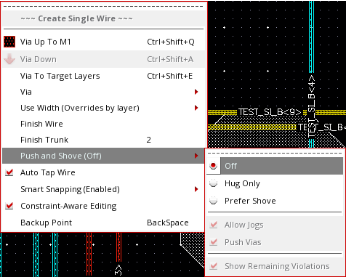 --- Create Single Wire ---
Via Up To M1 Ctrl+Shift+Q
Via Down Ctrl+Shift+A
Via To Target Layers Ctrl+Shift+E
Via
Use Width (Overrides by layer)
Finish Wire
Finish Trunk 2
Push and Shove (Off)
Auto Tap Wire
Smart Snapping (Enabled)
Constraint-Aware Editing
Backup Point BackSpace
Off
Hug Only
Prefer Shove
Allow Jogs
Push Vias
Show Remaining Violations
TEST_SL_B<4>
TEST_SL_B<9>
TEST_SL_B